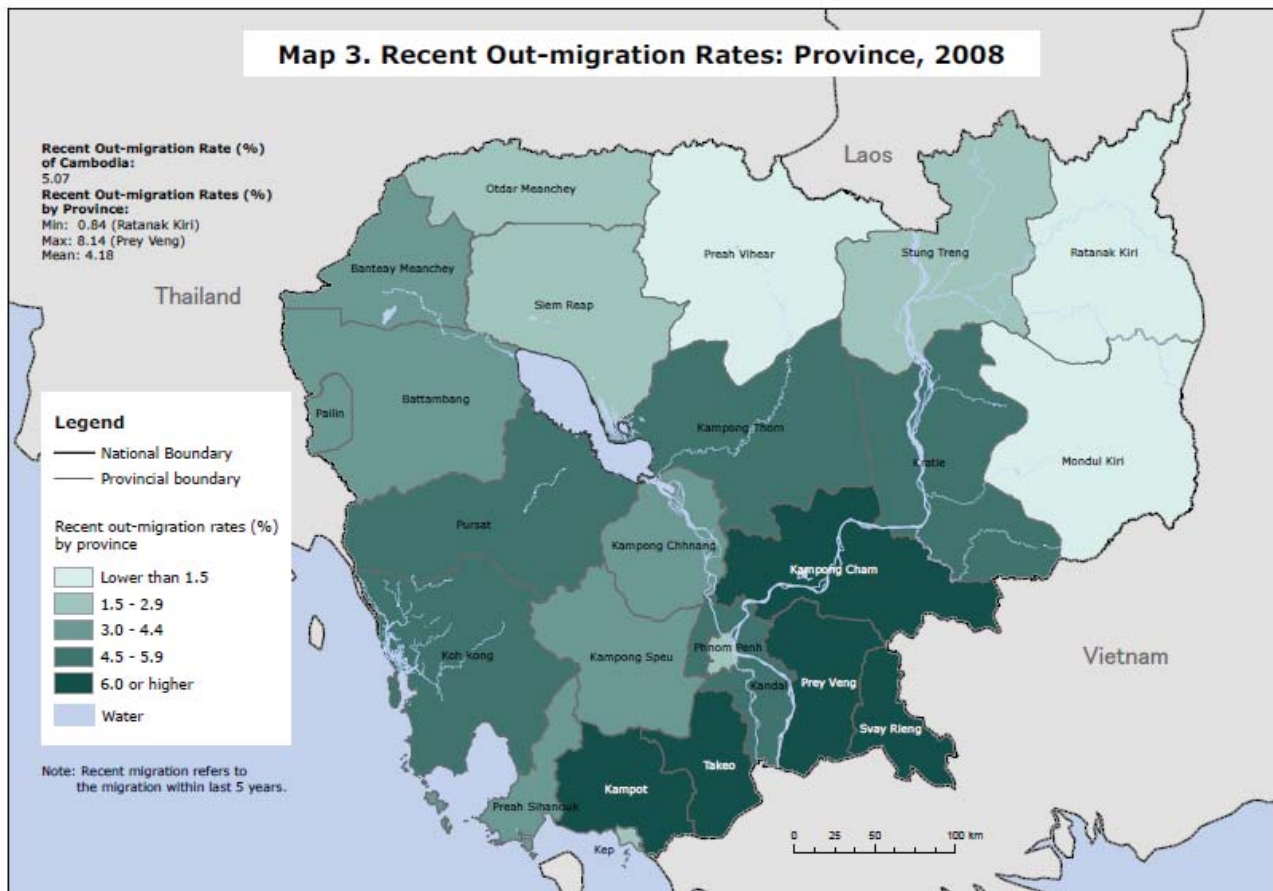 Map 3. Recent Out-migration Rates: Province, 2008
Recent Out-migration Rate (%)
of Cambodia:
5.07
Recent Out-migration Rates (%)
by Province:
Min: 0.84 (Ratanak Kiri)
Max: 8.14 (Prey Veng)
Mean: 4.18
Laos
Thailand
Vietnam
Otdar Meanchey
Banteay Meanchey
Siem Reap
Preah Vihear
Stung Treng
Ratanak Kiri
Pailin
Battambang
Kampong Thom
Kratie
Mondul Kiri
Pursat
Kampong Chhnang
Kampong Cham
Koh Kong
Kampong Speu
Phnom Penh
Kandal
Prey Veng
Svay Rieng
Takeo
Kampot
Preah Sihanouk
Kep
Legend
National Boundary
Provincial boundary
Recent out-migration rates (%)
by province
Lower than 1.5
1.5 - 2.9
3.0 - 4.4
4.5 - 5.9
6.0 or higher
Water
Note: Recent migration refers to
the migration within last 5 years.
0 25 50 100 km